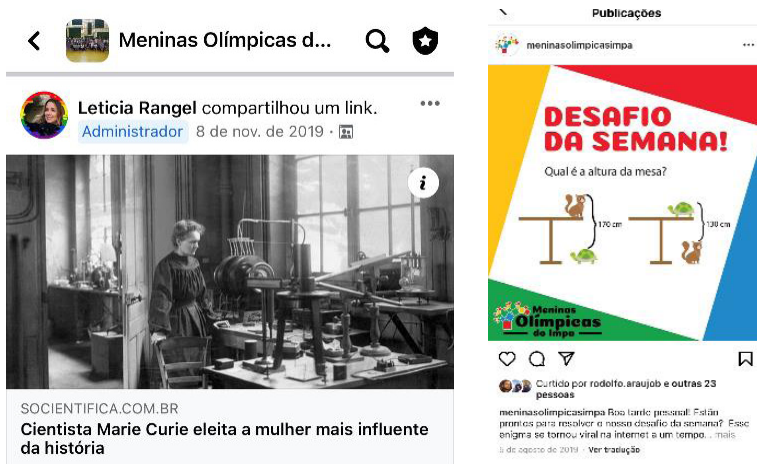 Meninas Olímpicas d...
Leticia Rangel compartilhou um link.
Administrador 8 de nov. de 2019 ·
SOCIENTIFICA.COM.BR
Cientista Marie Curie eleita a mulher mais influente
da história
Publicações
meninasolimpicasimpa
DESAFIO
DA SEMANA!
Qual é a altura da mesa?
170 cm
130 cm
Meninas
Olímpicas
do Impa
Curtido por rodolfo.araujob e outras 23
pessoas
meninasolimpicasimpa Boa tarde pessoal! Estão
prontos para resolver o nosso desafio da semana? Esse
enigma se tornou viral na internet a um tempo... mais
5 de agosto de 2019 · Ver tradução